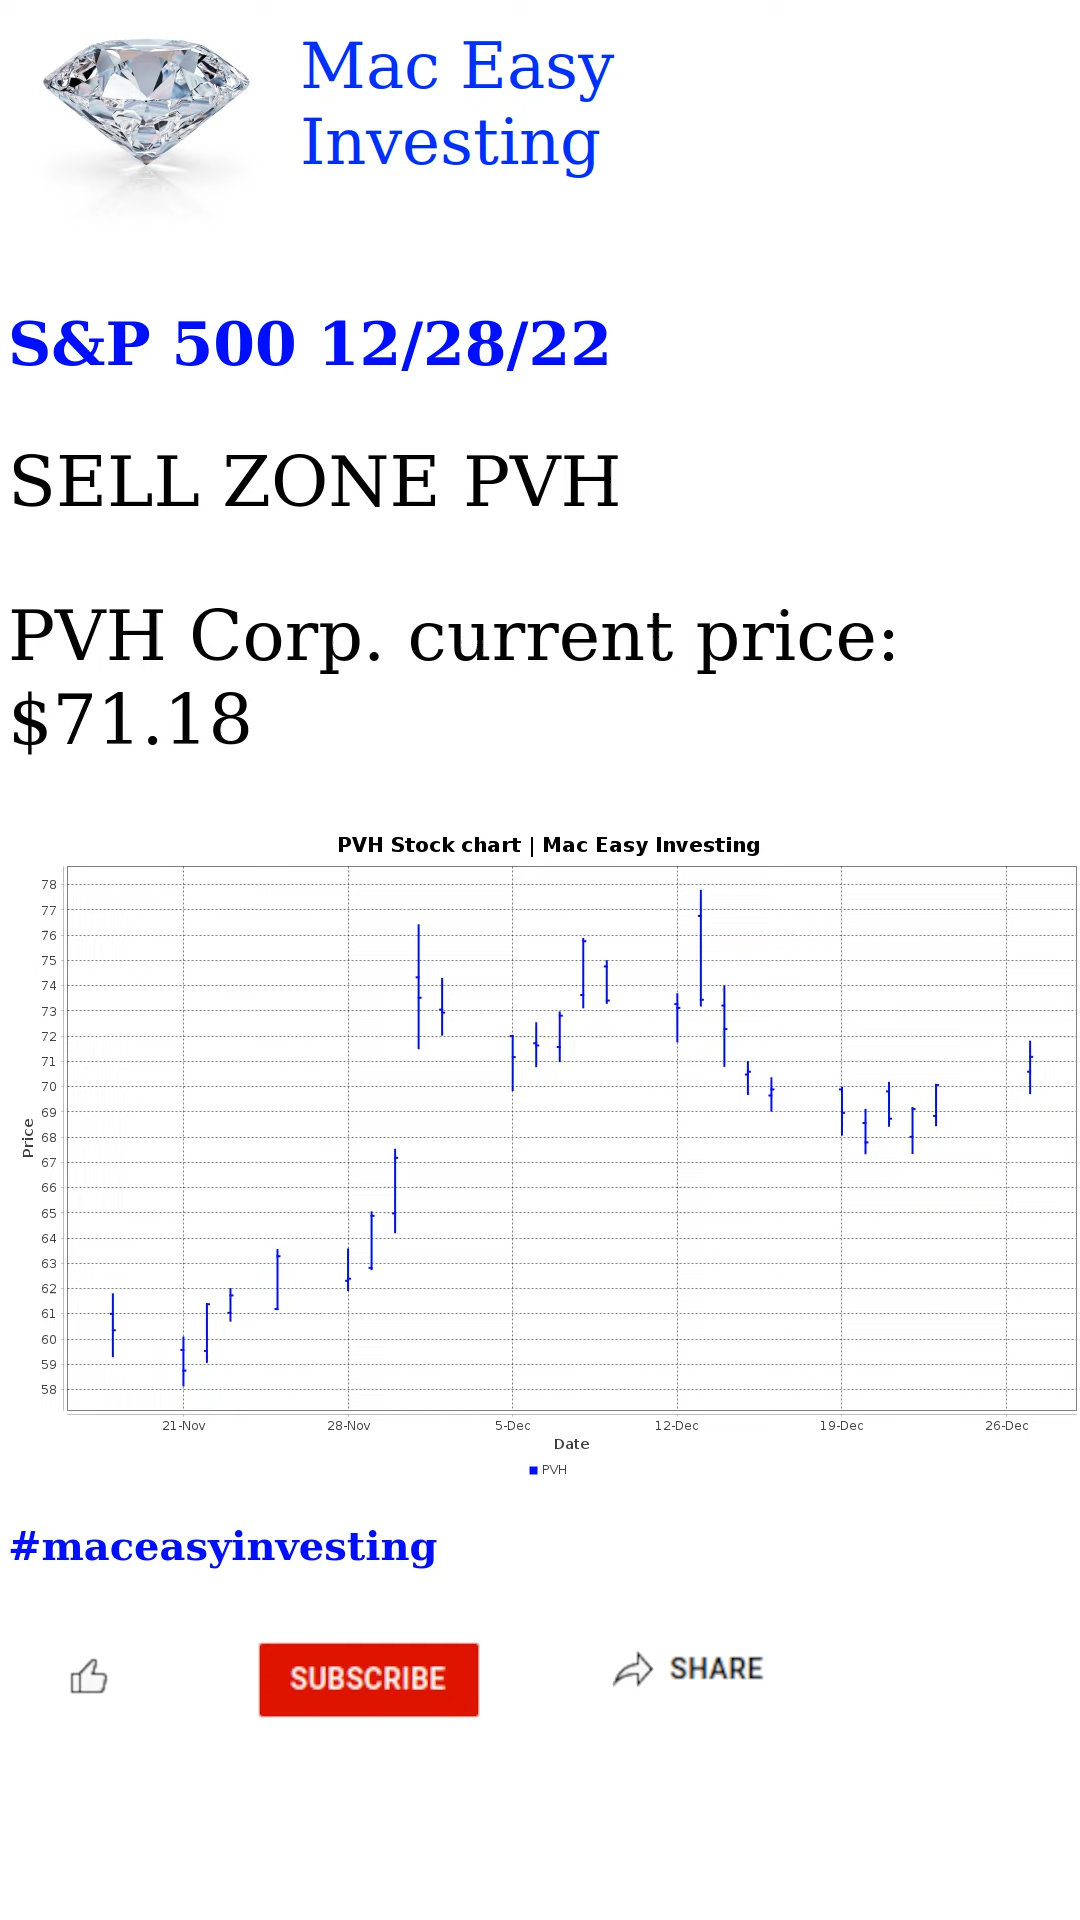 Mac Easy
Investing
S&P 500 12/28/22
SELL ZONE PVH
PVH Corp. current price:
$71.18
PVH Stock chart | Mac Easy Investing
78
77
76
75
74
73
72
71
70
69
68
67
66
65
64
63
62
61
60
59
58
Price
21-Nov 28-Nov 5-Dec 12-Dec 19-Dec 26-Dec
Date
PVH
#maceasyinvesting
SUBSCRIBE SHARE